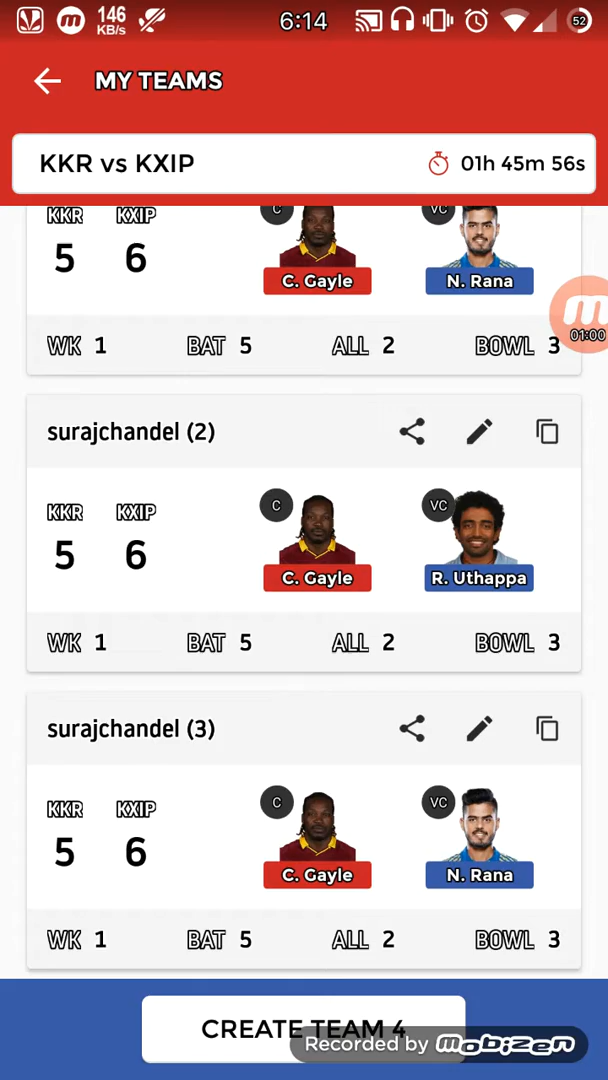 146
KB/s
6:14
52
MY TEAMS
KKR vs KXIP
01h 45m 56s
KKR KXIP
C VC
5 6
C. Gayle N. Rana
01:00
WK 1 BAT 5 ALL 2 BOWL 3
surajchandel (2)
C VC
KKR KXIP
5 6
C. Gayle R. Uthappa
WK 1 BAT 5 ALL 2 BOWL 3
surajchandel (3)
C VC
KKR KXIP
5 6
C. Gayle N. Rana
WK 1 BAT 5 ALL 2 BOWL 3
CREATE TEAM 4
Recorded by mobizen